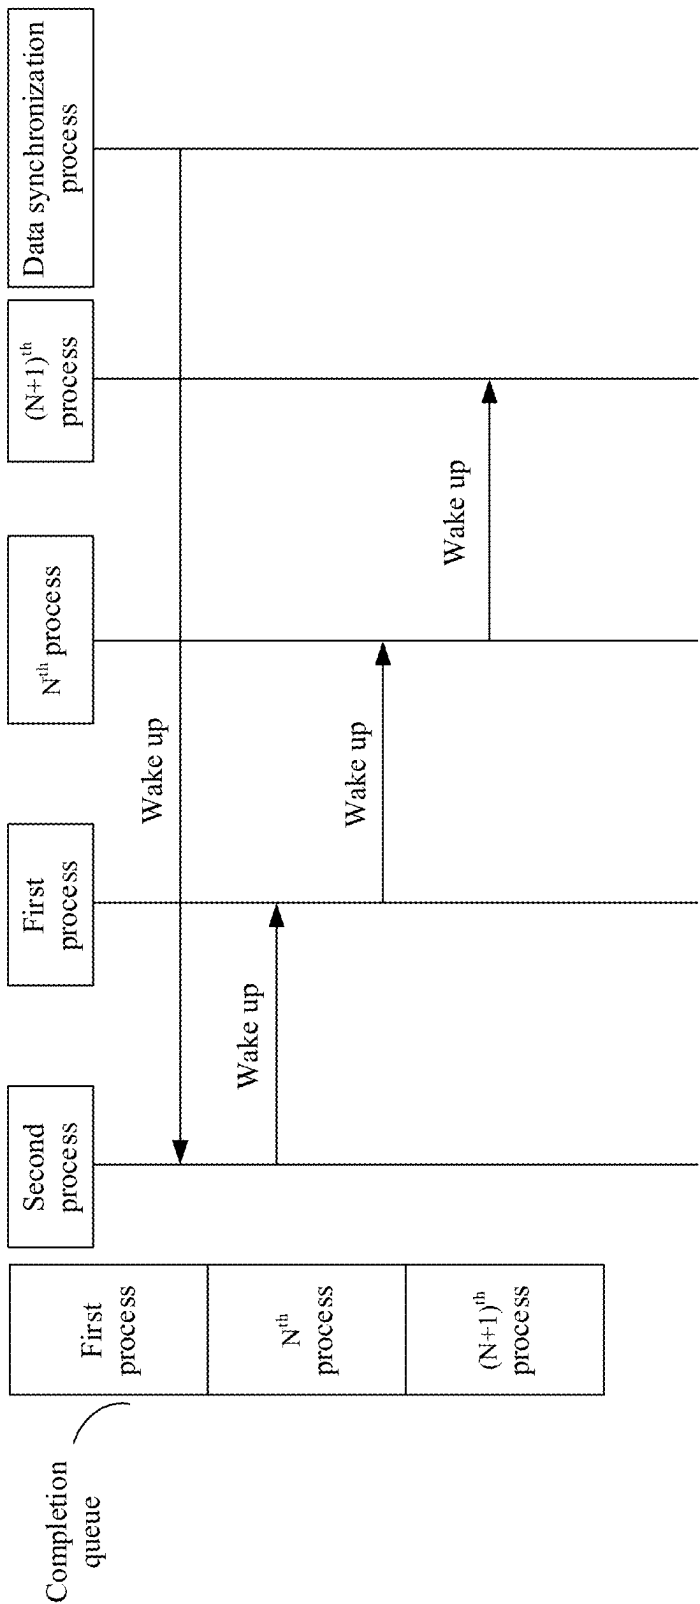 Completion
queue
First
process
Nth
process
(N+1)th
process
Second
process
First
process
Nth process
(N+1)th
process
Data synchronization
process
Wake up
Wake up
Wake up
Wake up